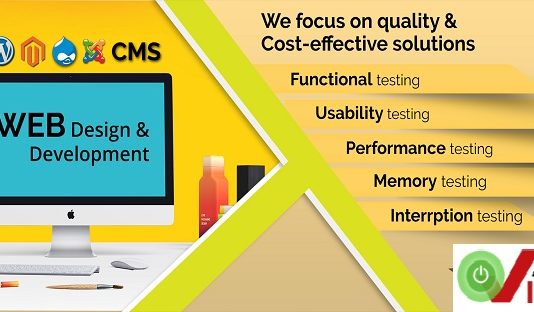 CMS
WEB Design &
Development
We focus on quality &
Cost-effective solutions
Functional testing
Usability testing
Performance testing
Memory testing
Interrption testing